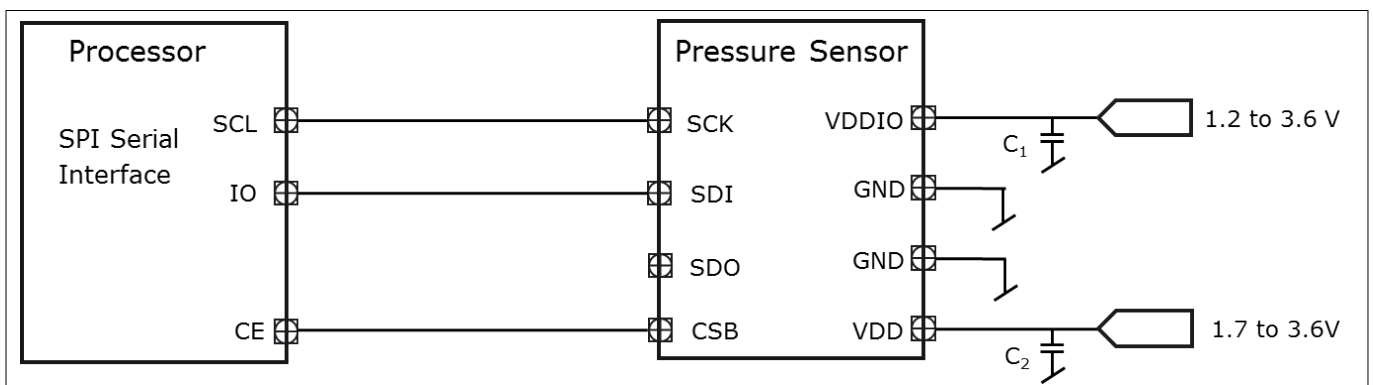 Processor
SPI Serial
Interface
SCL
IO
CE
Pressure Sensor
SCK
SDI
SDO
CSB
VDDIO
GND
GND
VDD
C1
1.2 to 3.6 V
C2
1.7 to 3.6V